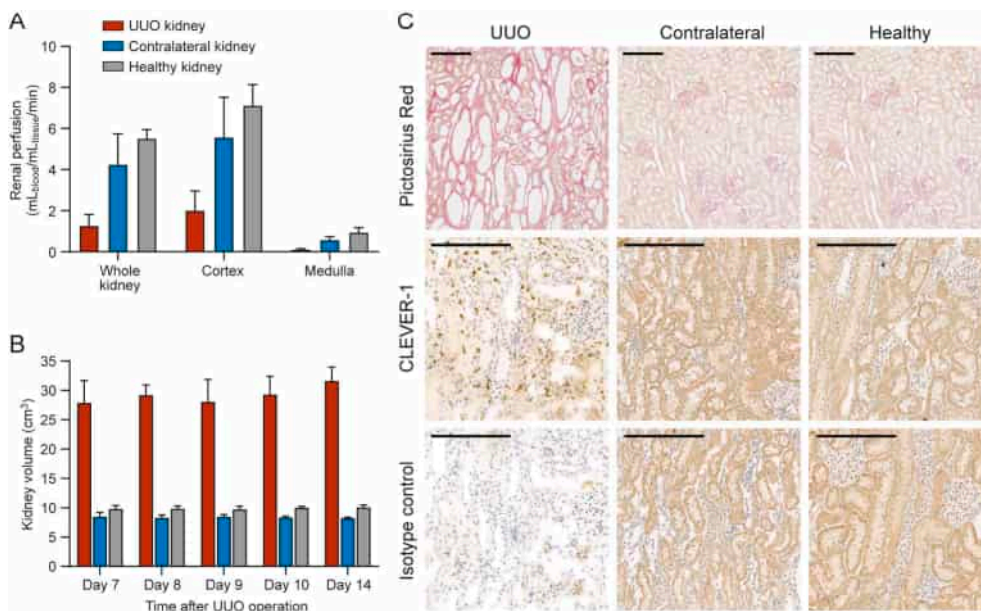 A
UUO kidney
Contralateral kidney
Healthy kidney
Renal perfusion
(mLblood/mLtissue/min)
10
8
6
4
2
0
Whole
kidney
Cortex
Medulla
B
Kidney volume (cm³)
35
30
25
20
15
10
5
0
Day 7
Day 8
Day 9
Day 10
Day 14
Time after UUO operation
C
UUO
Contralateral
Healthy
Pictosirius Red
CLEVER-1
Isotype control